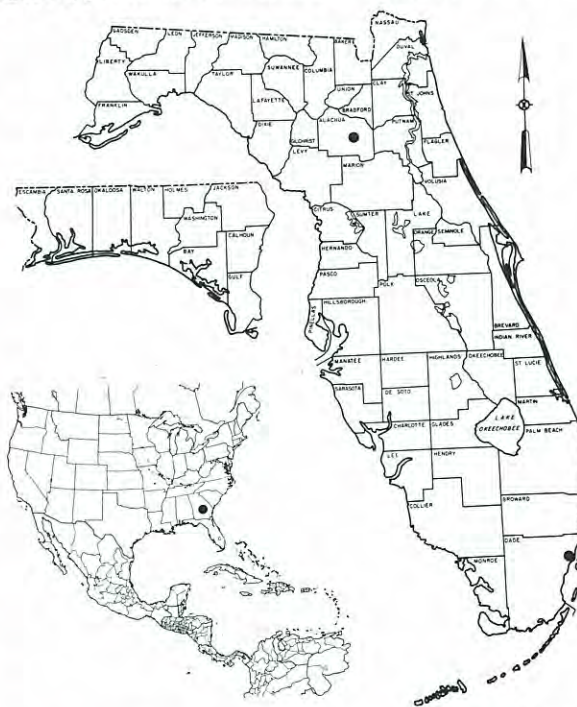 NASSAU
GADSDEN
LEON
JEFFERSON
MADISON
HAMILTON
BAKER
DUVAL
LIBERTY
WAKULLA
TAYLOR
SUWANNEE
COLUMBIA
UNION
CLAY
ST JOHNS
FRANKLIN
LAFAYETTE
BRADFORD
DIXIE
GILCHRIST
ALACHUA
PUTNAM
FLAGLER
LEVY
MARION
VOLUSIA
ESCAMBIA
SANTA ROSA
OKALOOSA
WALTON
HOLMES
JACKSON
WASHINGTON
BAY
CALHOUN
GULF
CITRUS
SUMTER
LAKE
ORANGE
SEMINOLE
HERNANDO
PASCO
POLK
OSCEOLA
PINELLAS
HILLSBOROUGH
BREVARD
INDIAN RIVER
MANATEE
HARDEE
HIGHLANDS
OKEECHOBEE
ST LUCIE
SARASOTA
DE SOTO
MARTIN
CHARLOTTE
GLADES
LAKE
OKEECHOBEE
PALM BEACH
LEE
HENDRY
COLLIER
BROWARD
DADE
MONROE